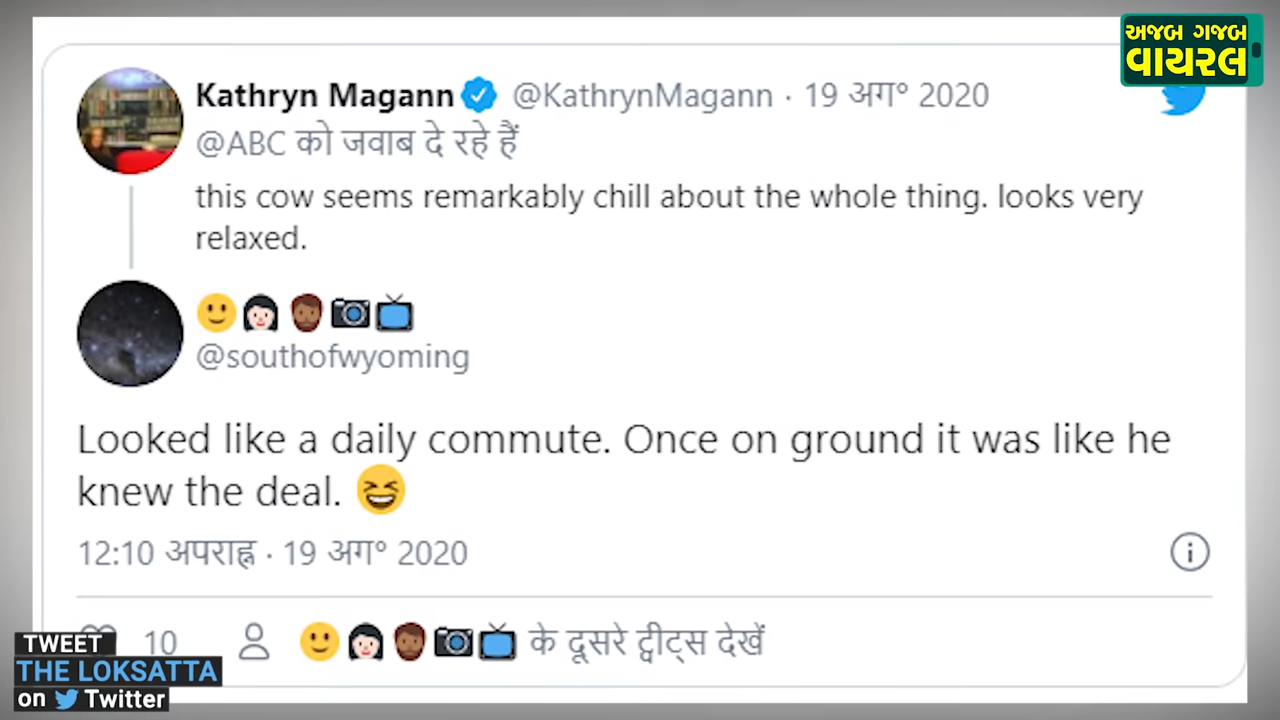 અજબ ગજબ
વાયરલ
Kathryn Magann @KathrynMagann · 19 अग॰ 2020
@ABC को जवाब दे रहे हैं
this cow seems remarkably chill about the whole thing. looks very
relaxed.
🙂👩🏻🧔🏾📷📺
@southofwyoming
Looked like a daily commute. Once on ground it was like he
knew the deal. 😆
12:10 अपराह्न · 19 अग॰ 2020
10 🙂👩🏻🧔🏾📷📺 के दूसरे ट्वीट्स देखें
TWEET
THE LOKSATTA
on Twitter